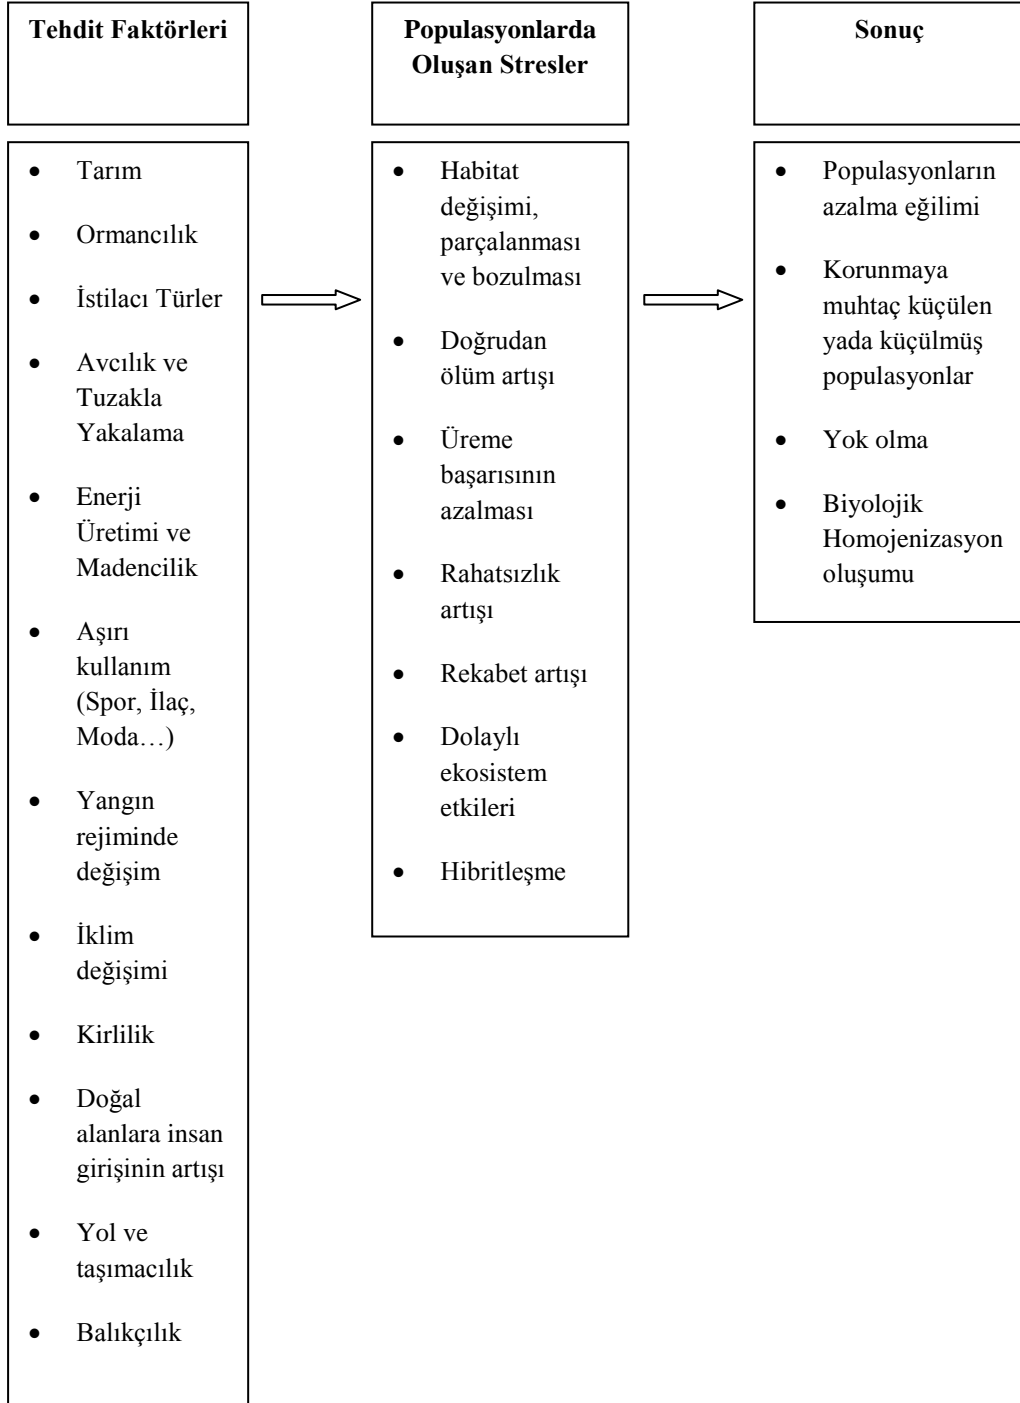 Tehdit Faktörleri
Populasyonlarda
Oluşan Stresler
Sonuç
• Tarım
• Ormancılık
• İstilacı Türler
• Avcılık ve
Tuzakla
Yakalama
• Enerji
Üretimi ve
Madencilik
• Aşırı
kullanım
(Spor, İlaç,
Moda…)
• Yangın
rejiminde
değişim
• İklim
değişimi
• Kirlilik
• Doğal
alanlara insan
girişinin artışı
• Yol ve
taşımacılık
• Balıkçılık
• Habitat
değişimi,
parçalanması
ve bozulması
• Doğrudan
ölüm artışı
• Üreme
başarısının
azalması
• Rahatsızlık
artışı
• Rekabet artışı
• Dolaylı
ekosistem
etkileri
• Hibritleşme
• Populasyonların
azalma eğilimi
• Korunmaya
muhtaç küçülen
yada küçülmüş
populasyonlar
• Yok olma
• Biyolojik
Homojenizasyon
oluşumu